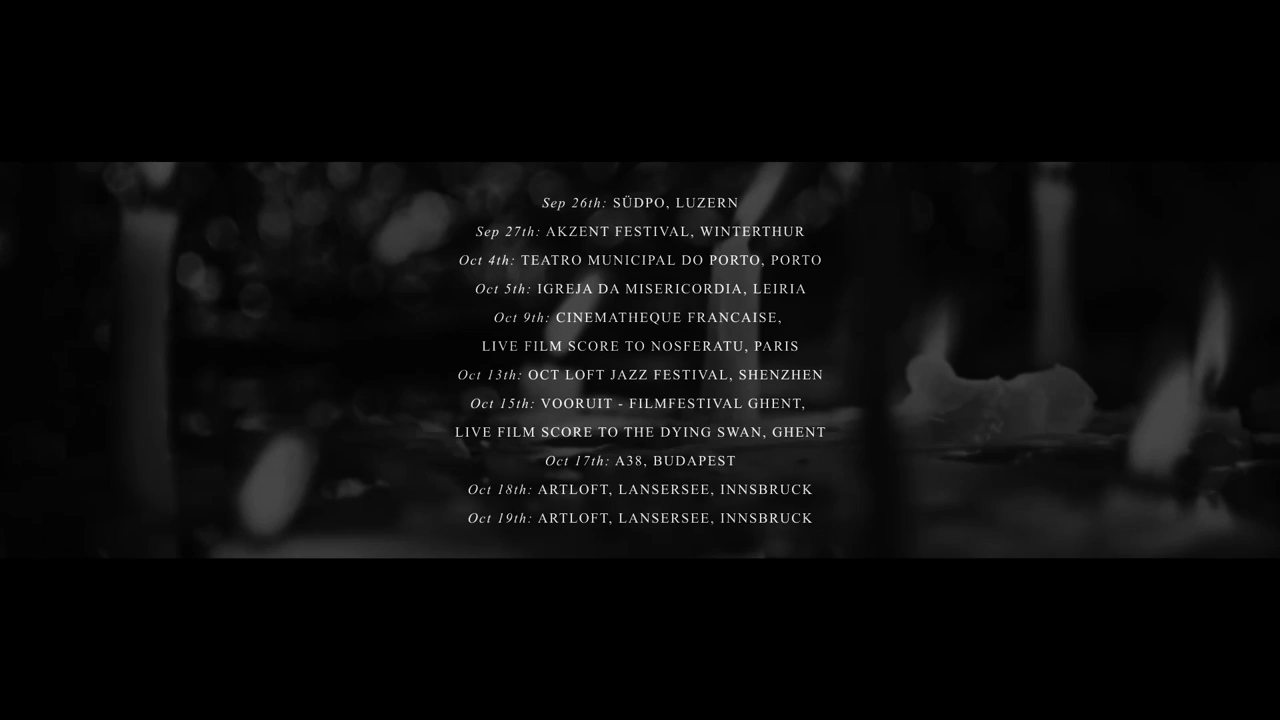 Sep 26th: SÜDPO, LUZERN
Sep 27th: AKZENT FESTIVAL, WINTERTHUR
Oct 4th: TEATRO MUNICIPAL DO PORTO, PORTO
Oct 5th: IGREJA DA MISERICORDIA, LEIRIA
Oct 9th: CINEMATHEQUE FRANCAISE,
LIVE FILM SCORE TO NOSFERATU, PARIS
Oct 13th: OCT LOFT JAZZ FESTIVAL, SHENZHEN
Oct 15th: VOORUIT - FILMFESTIVAL GHENT,
LIVE FILM SCORE TO THE DYING SWAN, GHENT
Oct 17th: A38, BUDAPEST
Oct 18th: ARTLOFT, LANSERSEE, INNSBRUCK
Oct 19th: ARTLOFT, LANSERSEE, INNSBRUCK